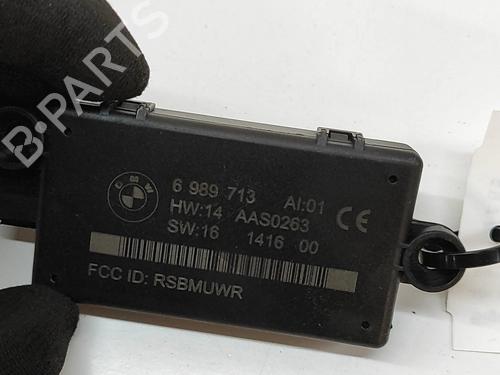 B-PARTS
BMW
6 989 713 AI:01
HW:14 AAS0263 CE
SW:16 1416 00
FCC ID: RSBMUWR